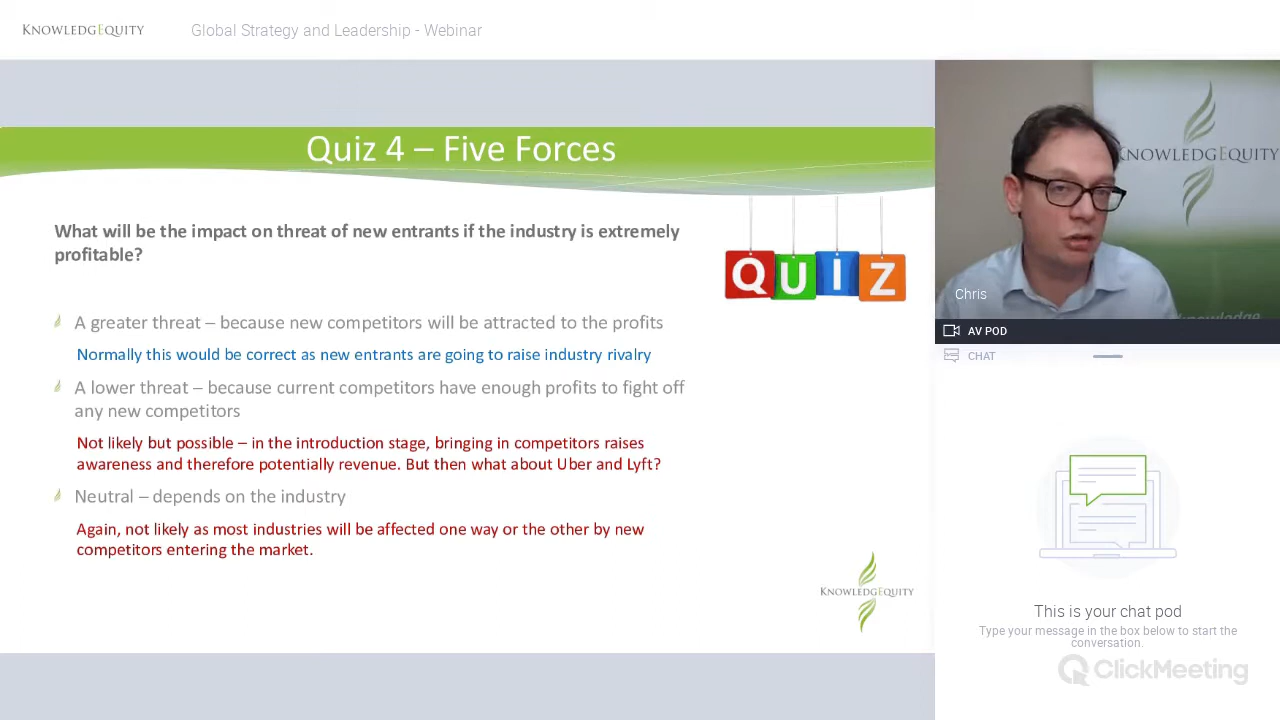 KNOWLEDGEQUITY
Global Strategy and Leadership - Webinar
Quiz 4 – Five Forces
What will be the impact on threat of new entrants if the industry is extremely
profitable?
QUIZ
A greater threat – because new competitors will be attracted to the profits
Normally this would be correct as new entrants are going to raise industry rivalry
A lower threat – because current competitors have enough profits to fight off
any new competitors
Not likely but possible – in the introduction stage, bringing in competitors raises
awareness and therefore potentially revenue. But then what about Uber and Lyft?
Neutral – depends on the industry
Again, not likely as most industries will be affected one way or the other by new
competitors entering the market.
KNOWLEDGEQUITY
KNOWLEDGEQUITY
Chris
knowledge
AV POD
CHAT
This is your chat pod
Type your message in the box below to start the
conversation.
ClickMeeting